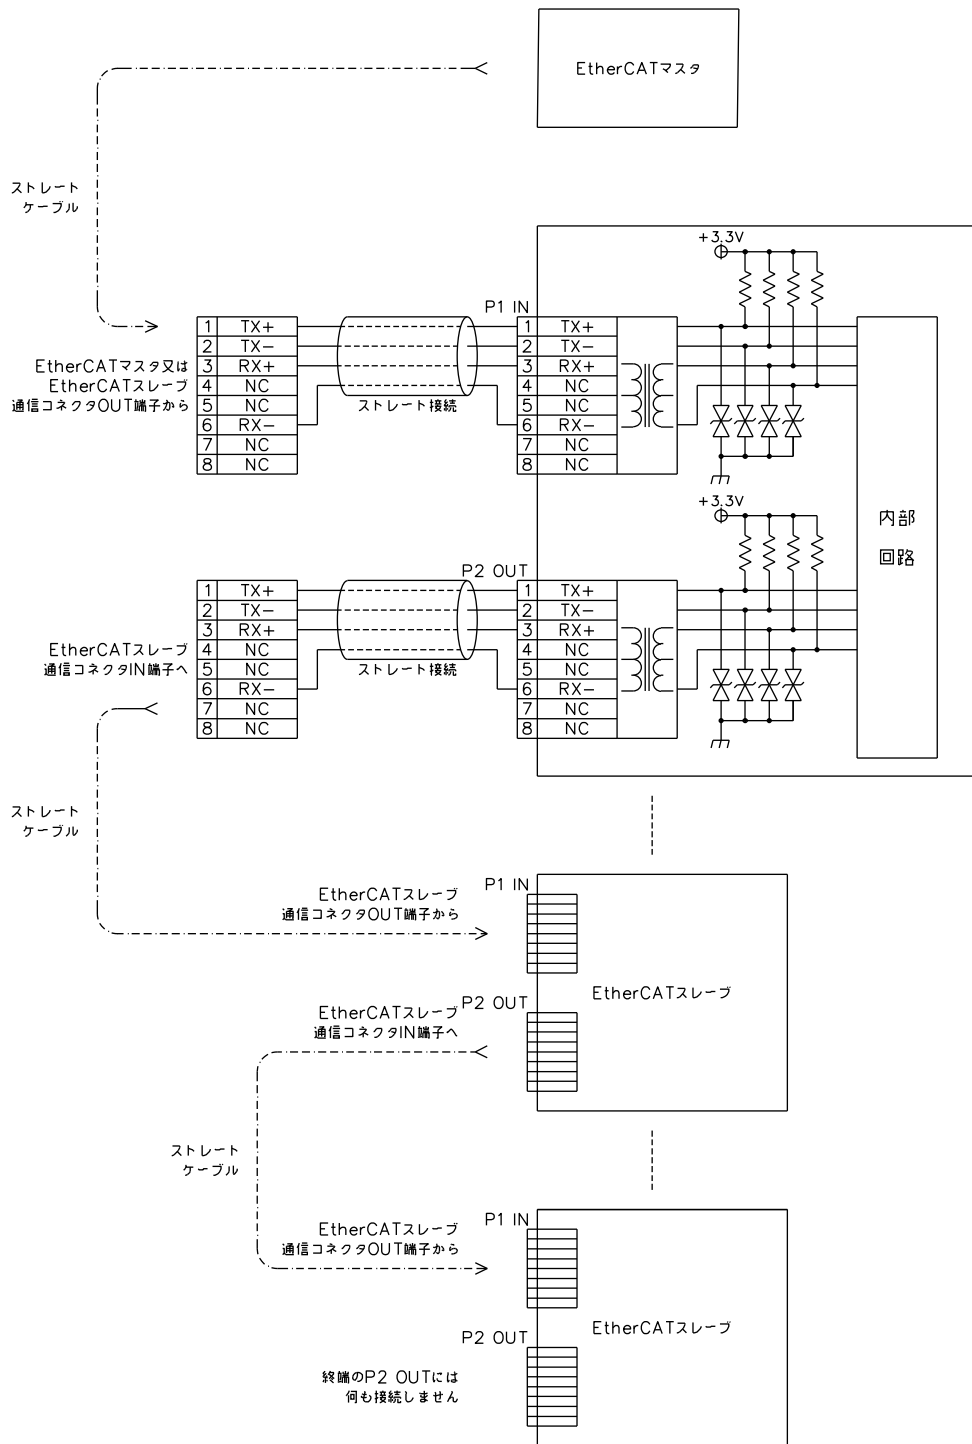 EtherCATマスタ
ストレート
ケーブル
+3.3V
P1 IN
1 TX+
2 TX−
3 RX+
4 NC
5 NC
6 RX−
7 NC
8 NC
1 TX+
2 TX−
3 RX+
4 NC
5 NC
6 RX−
7 NC
8 NC
EtherCATマスタ又は
EtherCATスレーブ
通信コネクタOUT端子から
ストレート接続
内部
回路
+3.3V
P2 OUT
1 TX+
2 TX−
3 RX+
4 NC
5 NC
6 RX−
7 NC
8 NC
1 TX+
2 TX−
3 RX+
4 NC
5 NC
6 RX−
7 NC
8 NC
EtherCATスレーブ
通信コネクタIN端子へ
ストレート接続
ストレート
ケーブル
P1 IN
EtherCATスレーブ
通信コネクタOUT端子から
EtherCATスレーブ
P2 OUT
EtherCATスレーブ
通信コネクタIN端子へ
ストレート
ケーブル
P1 IN
EtherCATスレーブ
通信コネクタOUT端子から
EtherCATスレーブ
P2 OUT
終端のP2 OUTには
何も接続しません